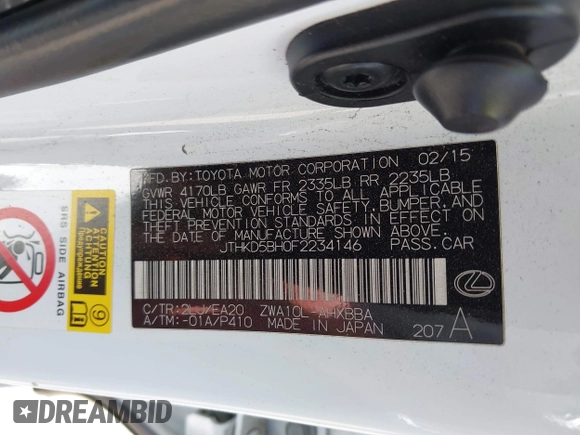 MFD. BY: TOYOTA MOTOR CORPORATION 02/15
GVWR 4170LB GAWR FR 2335LB RR 2235LB
THIS VEHICLE CONFORMS TO ALL APPLICABLE
FEDERAL MOTOR VEHICLE SAFETY, BUMPER, AND
THEFT PREVENTION STANDARDS IN EFFECT ON
THE DATE OF MANUFACTURE SHOWN ABOVE.
JTHKD5BH0F2234146 PASS. CAR
C/TR:2LJ/EA20 ZWA10L-AHXBBA
A/TM:-01A/P410 MADE IN JAPAN
207 A
CAUTION
ATTENTION
ACHTUNG
SRS SIDE AIRBAG
9
DREAMBID